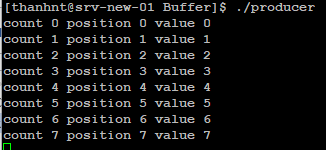 [thanhnt@srv-new-01 Buffer]$ ./producer
count 0 position 0 value 0
count 1 position 1 value 1
count 2 position 2 value 2
count 3 position 3 value 3
count 4 position 4 value 4
count 5 position 5 value 5
count 6 position 6 value 6
count 7 position 7 value 7